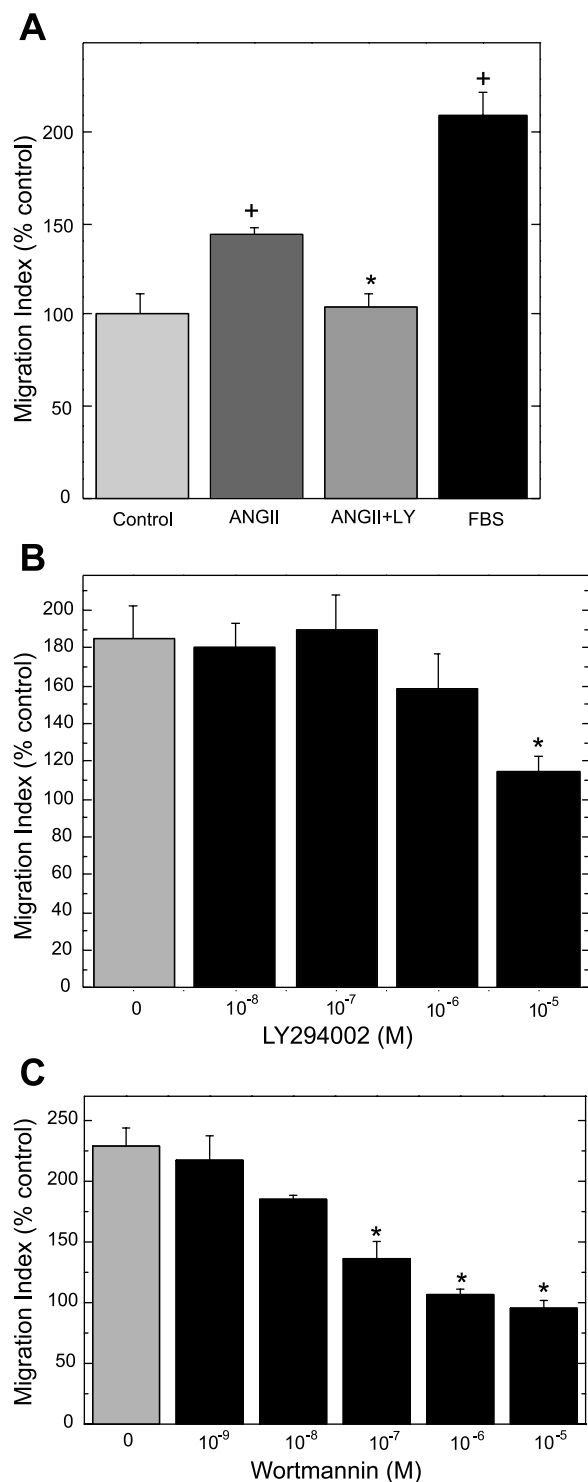 A
Migration Index (% control)
200
150
100
50
0
+
+
*
Control ANGII ANGII+LY FBS
B
Migration Index (% control)
200
180
160
140
120
100
80
60
40
20
0
*
0 10⁻⁸ 10⁻⁷ 10⁻⁶ 10⁻⁵
LY294002 (M)
C
Migration Index (% control)
250
200
150
100
50
0
*
*
*
0 10⁻⁹ 10⁻⁸ 10⁻⁷ 10⁻⁶ 10⁻⁵
Wortmannin (M)